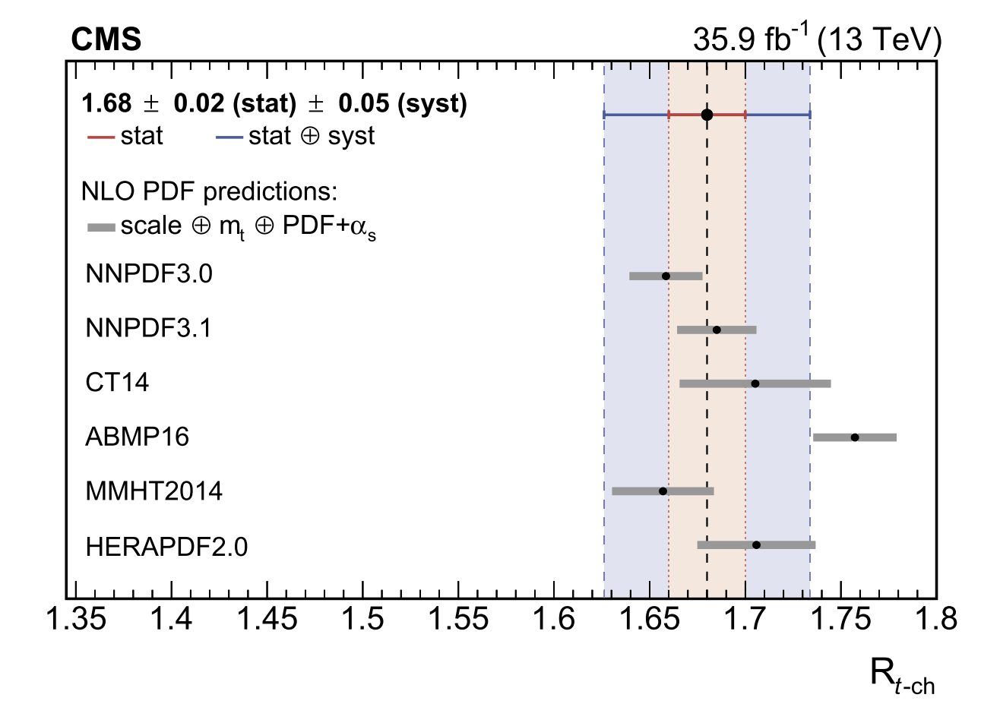 CMS 35.9 fb⁻¹ (13 TeV)
1.68 ± 0.02 (stat) ± 0.05 (syst)
stat stat ⊕ syst
NLO PDF predictions:
scale ⊕ mₜ ⊕ PDF+αₛ
NNPDF3.0
NNPDF3.1
CT14
ABMP16
MMHT2014
HERAPDF2.0
1.35 1.4 1.45 1.5 1.55 1.6 1.65 1.7 1.75 1.8
R_t-ch